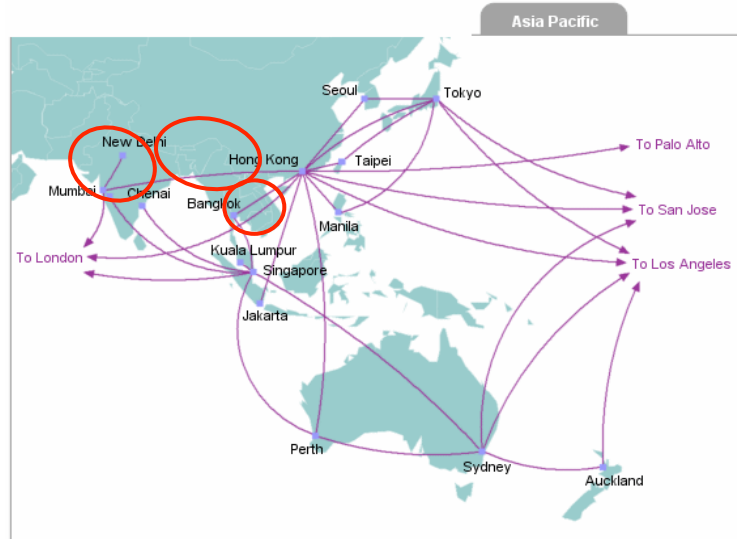 Asia Pacific
Seoul
Tokyo
New Delhi
Hong Kong
Taipei
To Palo Alto
Mumbai
Chenai
Bangkok
Manila
To San Jose
To London
Kuala Lumpur
Singapore
To Los Angeles
Jakarta
Perth
Sydney
Auckland